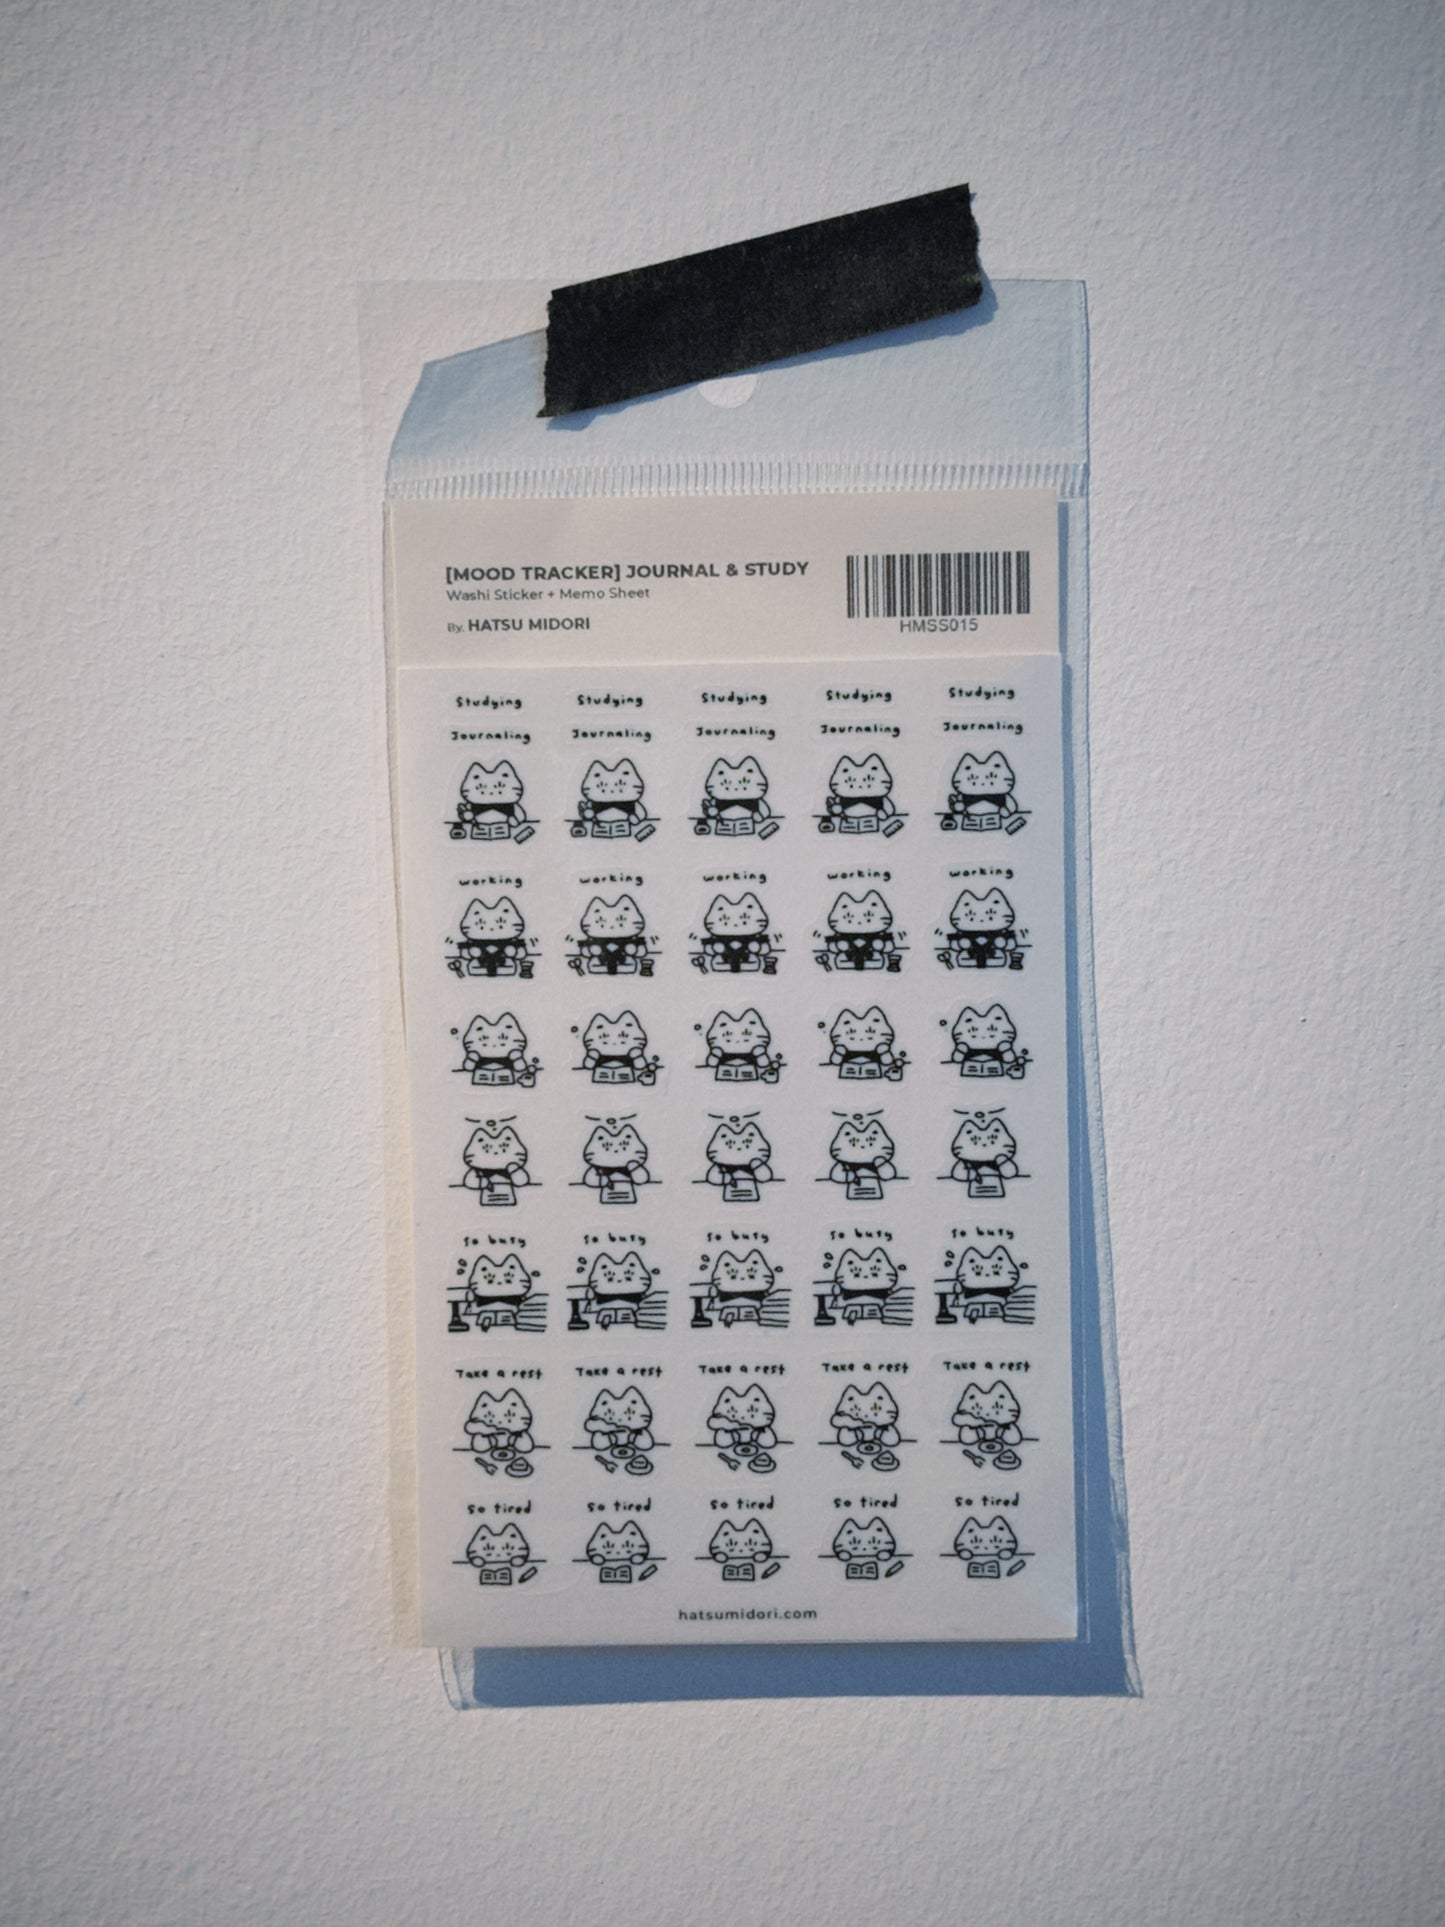 [MOOD TRACKER] JOURNAL & STUDY
Washi Sticker + Memo Sheet
By. HATSU MIDORI
HMSS015
Studying Studying Studying Studying Studying
Journaling Journaling Journaling Journaling Journaling
working working working working working
so busy so busy so busy so busy so busy
Take a rest Take a rest Take a rest Take a rest Take a rest
So tired So tired So tired So tired So tired
hatsumidori.com